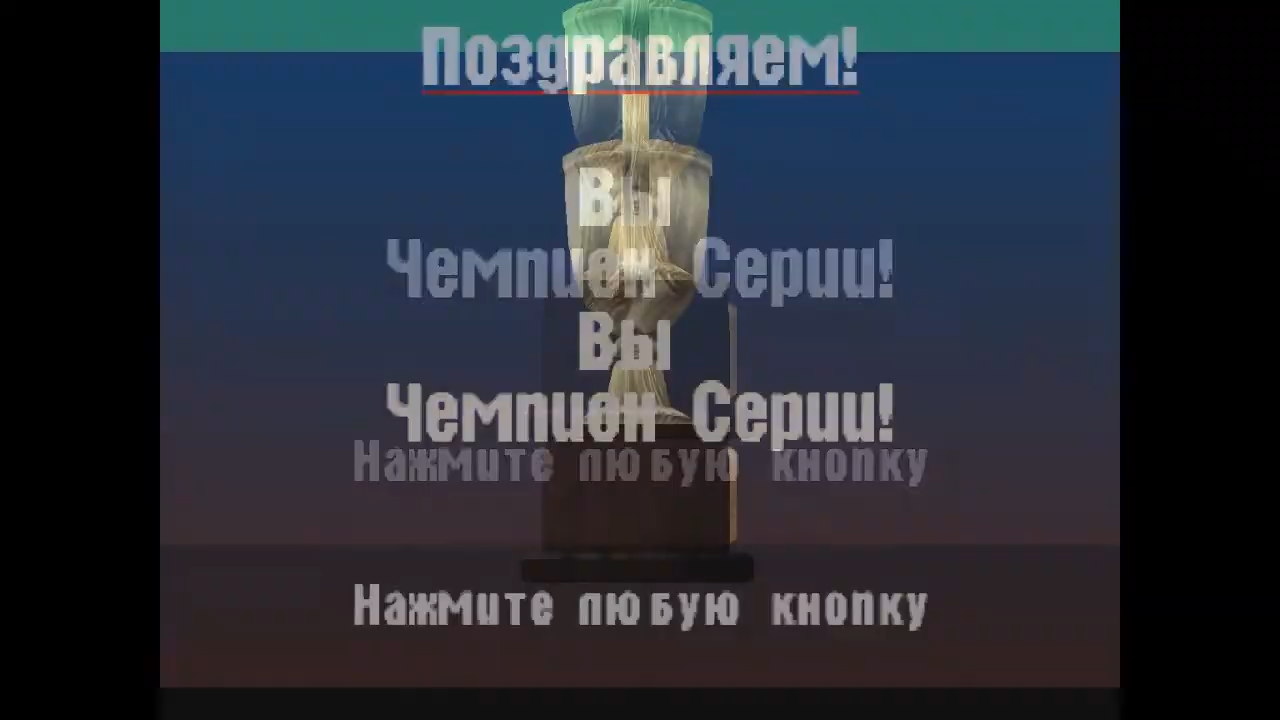 Поздравляем!
Вы
Чемпион Серии!
Вы
Чемпион Серии!
Нажмите любую кнопку
Нажмите любую кнопку